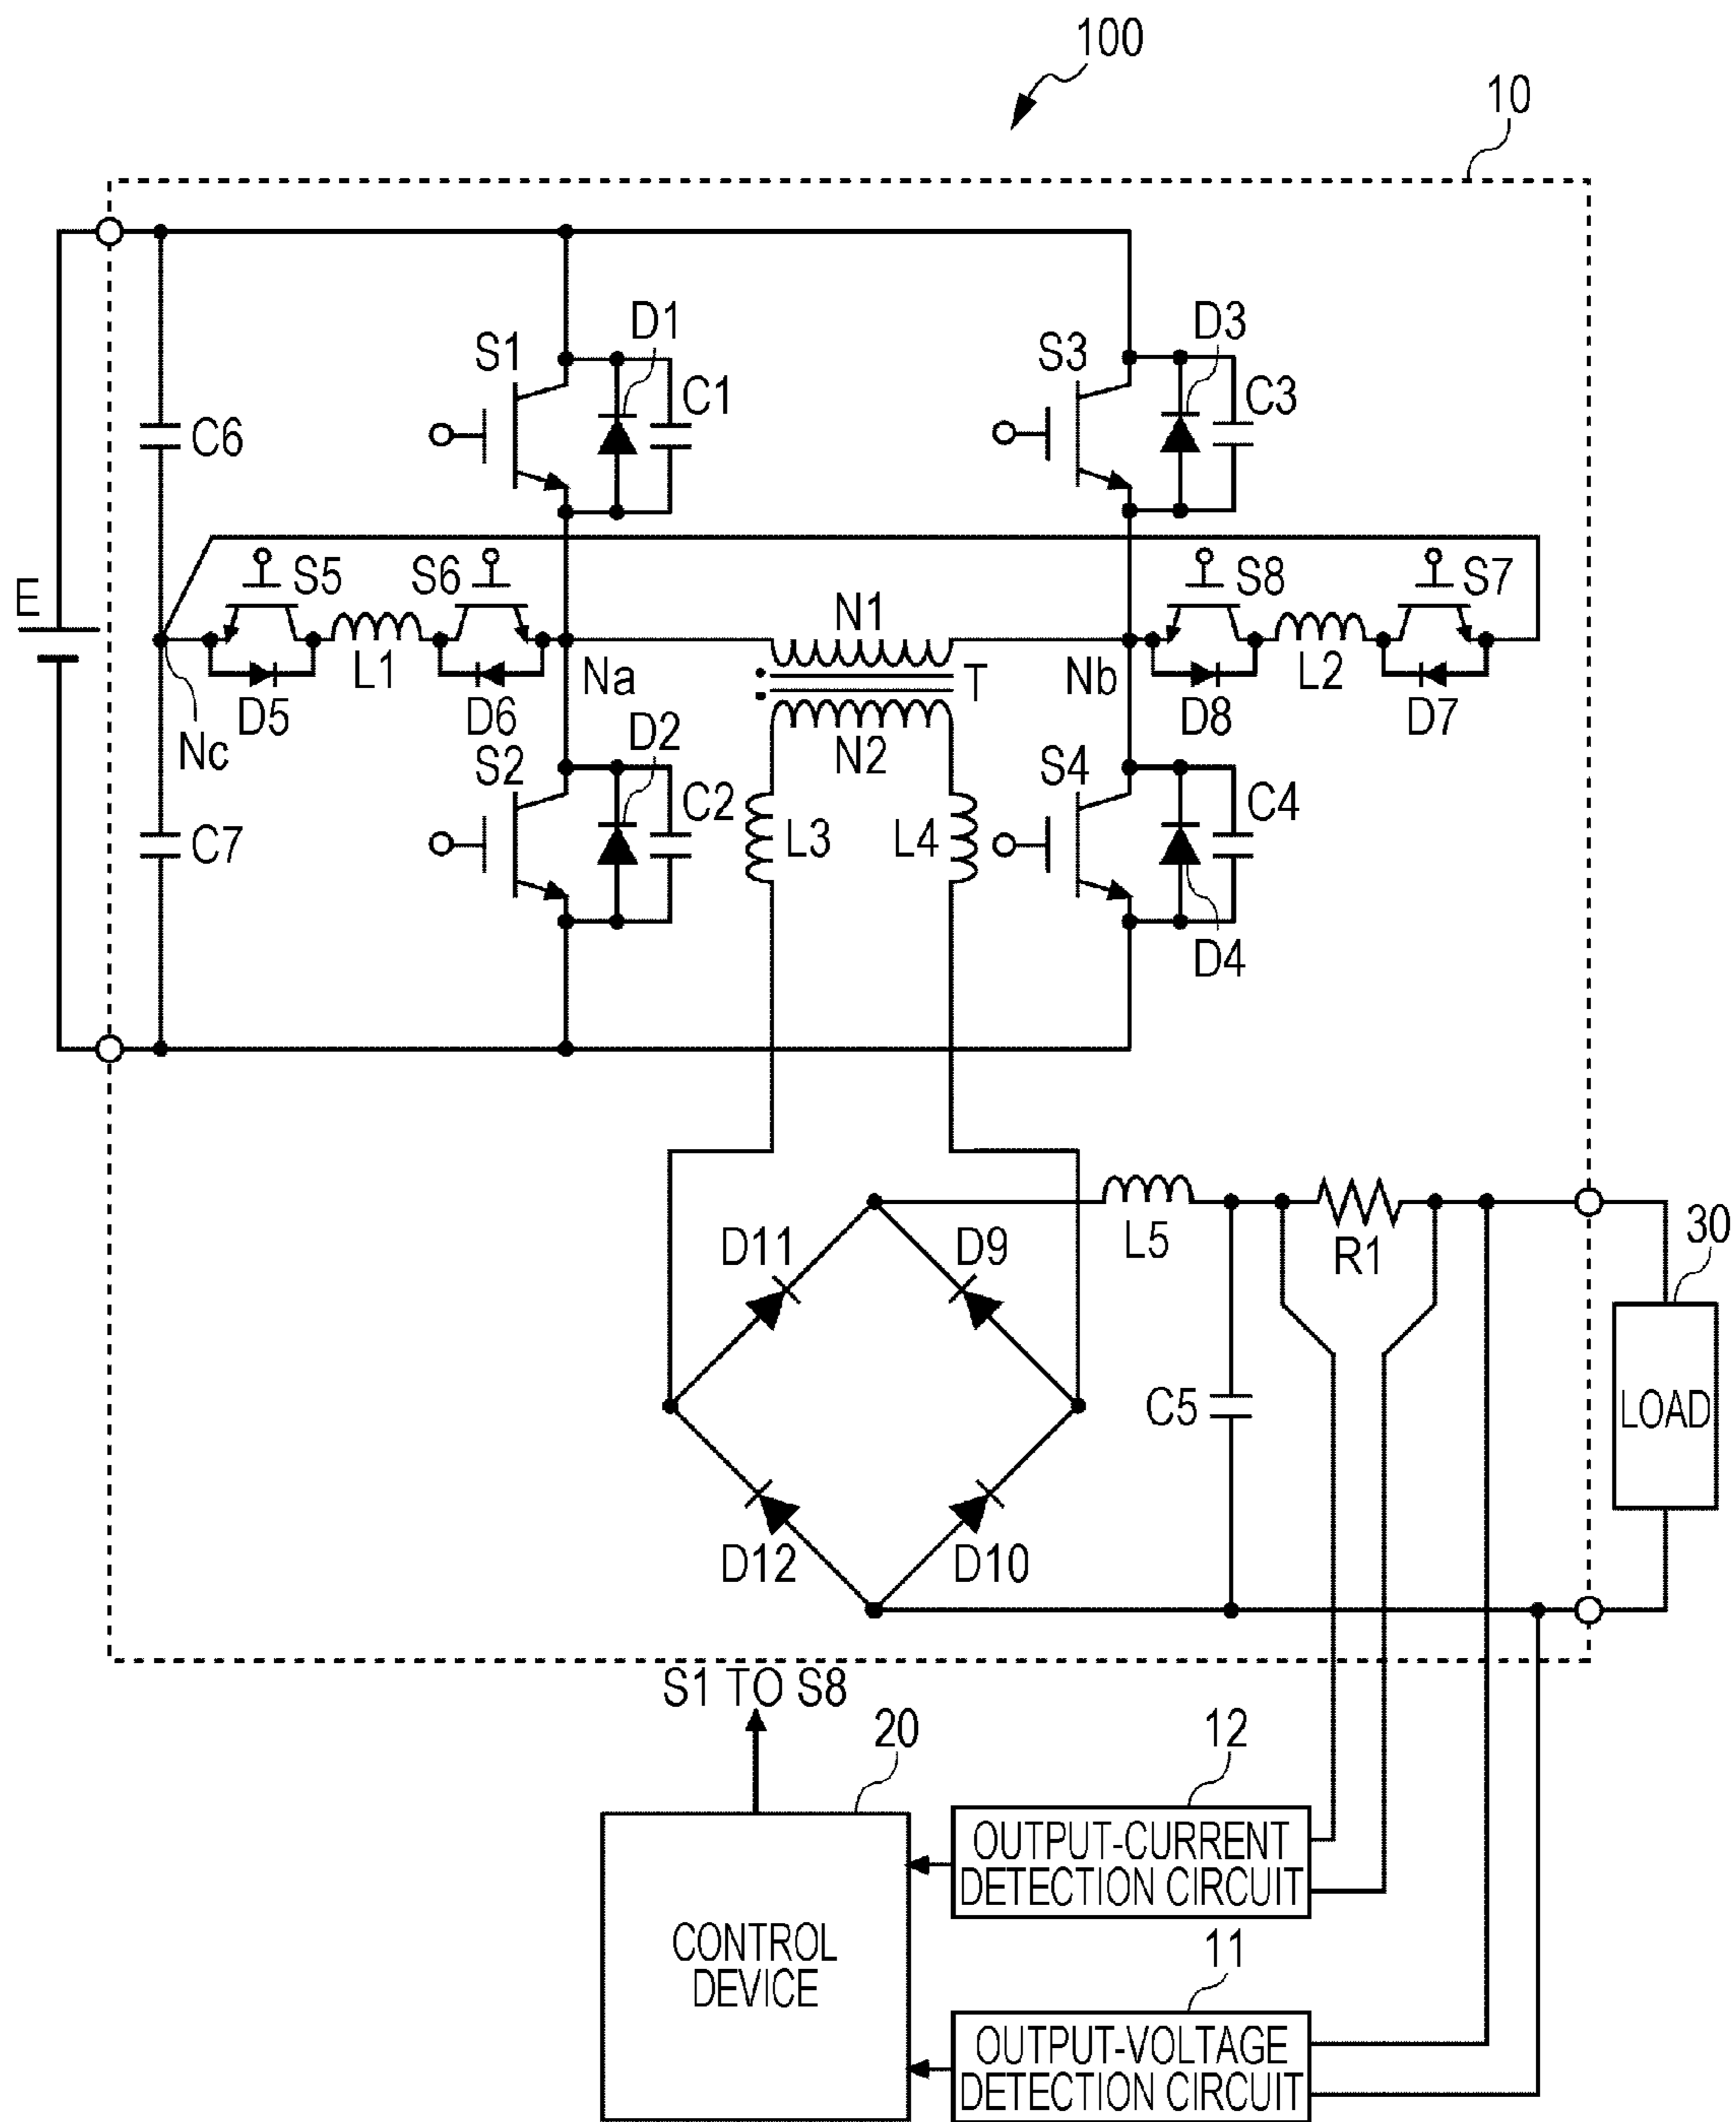 100
10
D1
D3
S1
S3
C1
C3
C6
S5
S6
S8
S7
E
N1
L1
Na
T
Nb
L2
D5
D6
D8
D7
Nc
D2
N2
S2
S4
C2
C4
C7
L3
L4
D4
D11
D9
L5
R1
30
C5
LOAD
D12
D10
S1 TO S8
20
12
OUTPUT-CURRENT
DETECTION CIRCUIT
CONTROL
DEVICE
11
OUTPUT-VOLTAGE
DETECTION CIRCUIT